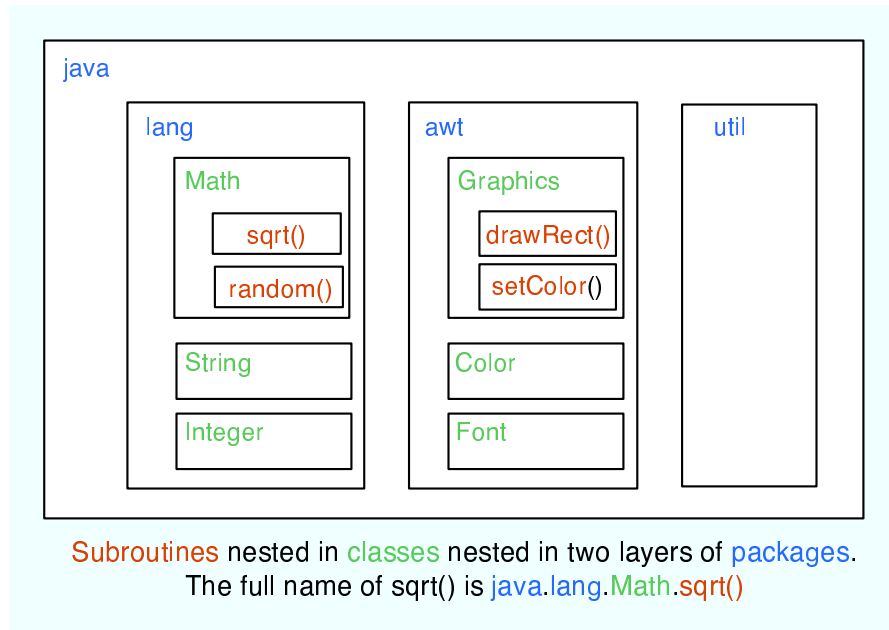 java
lang
Math
sqrt()
random()
String
Integer
awt
Graphics
drawRect()
setColor()
Color
Font
util
Subroutines nested in classes nested in two layers of packages.
The full name of sqrt() is java.lang.Math.sqrt()